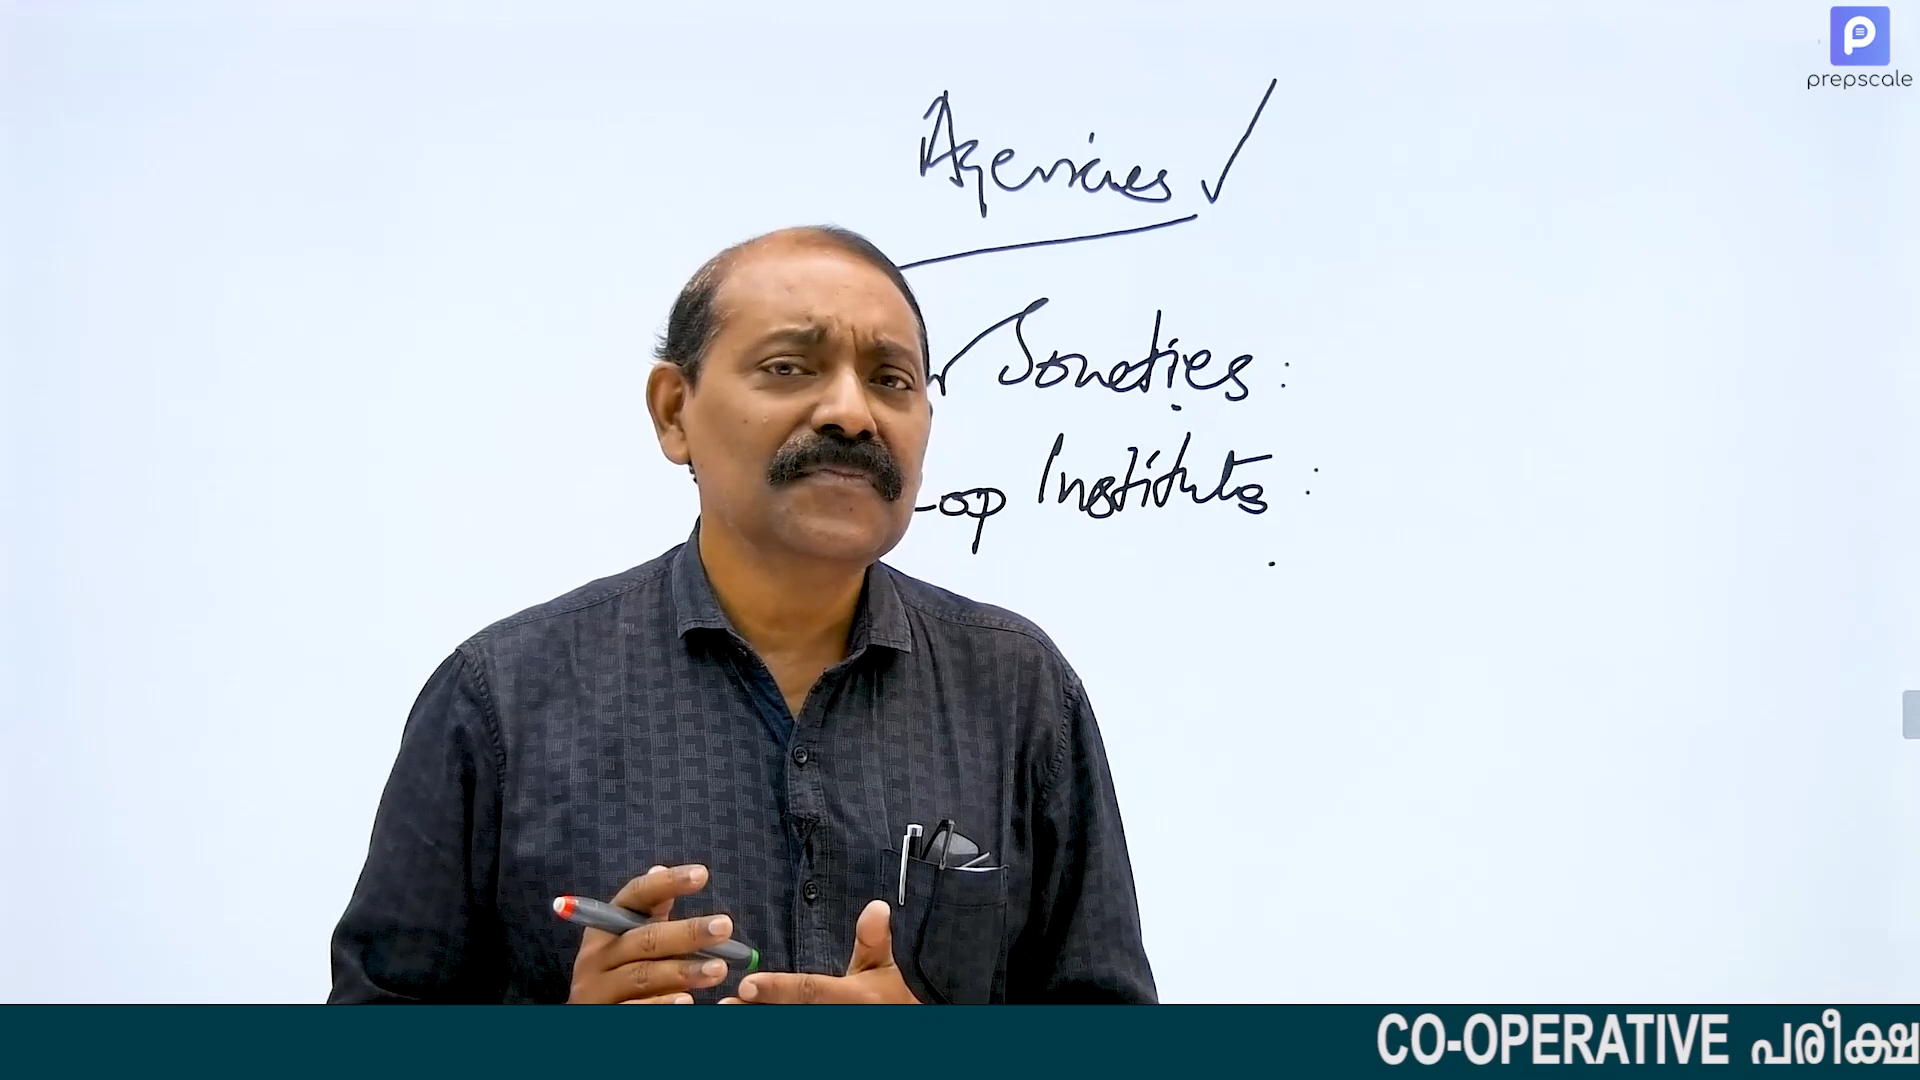 prepscale
Agencies ✓
Societies :
-op Institutes :
CO-OPERATIVE പരീക്ഷ